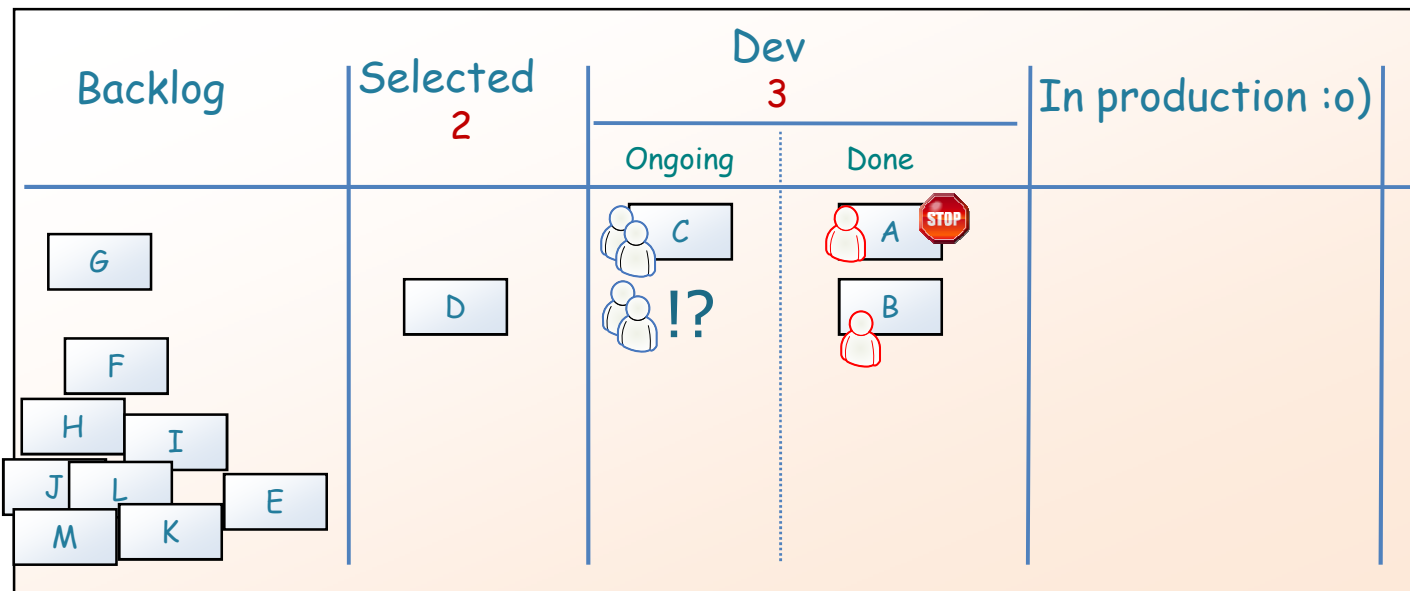 Backlog
Selected
2
Dev
3
In production :o)
Ongoing
Done
C
A
STOP
G
D
!?
B
F
H
I
J
L
E
M
K